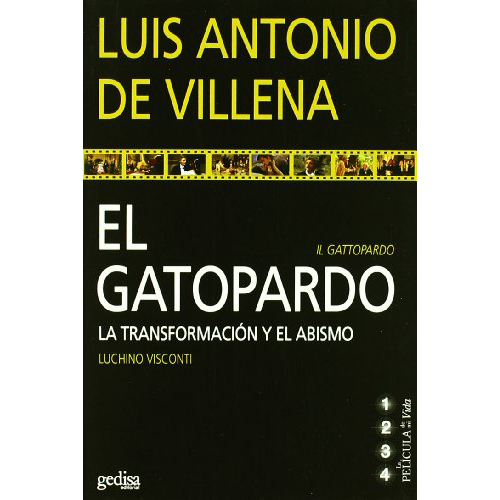 LUIS ANTONIO
DE VILLENA
EL
IL GATTOPARDO
GATOPARDO
LA TRANSFORMACIÓN Y EL ABISMO
LUCHINO VISCONTI
1
2
3
4
La PELÍCULA de mi Vida
gedisa
editorial